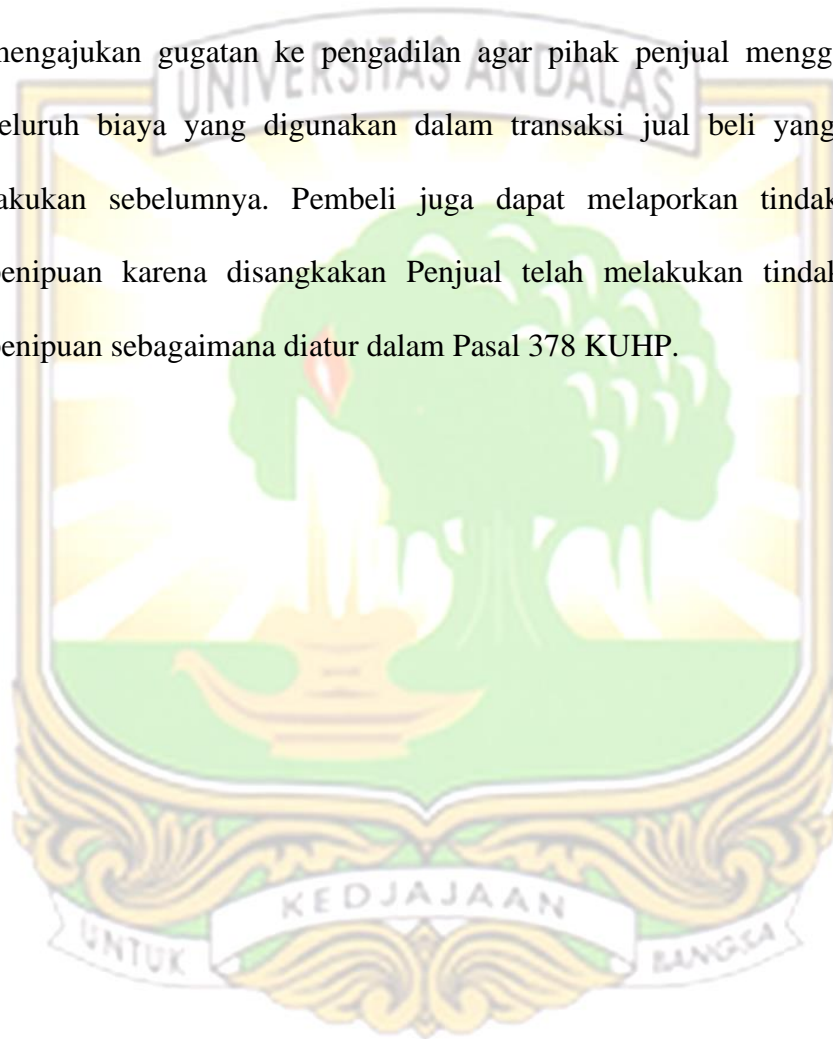 mengajukan gugatan ke pengadilan agar pihak penjual mengg
UNIVERSITAS ANDALAS
eluruh biaya yang digunakan dalam transaksi jual beli yang
akukan sebelumnya. Pembeli juga dapat melaporkan tindak
penipuan karena disangkakan Penjual telah melakukan tindak
penipuan sebagaimana diatur dalam Pasal 378 KUHP.
UNTUK KEDJAJAAN BANGSA